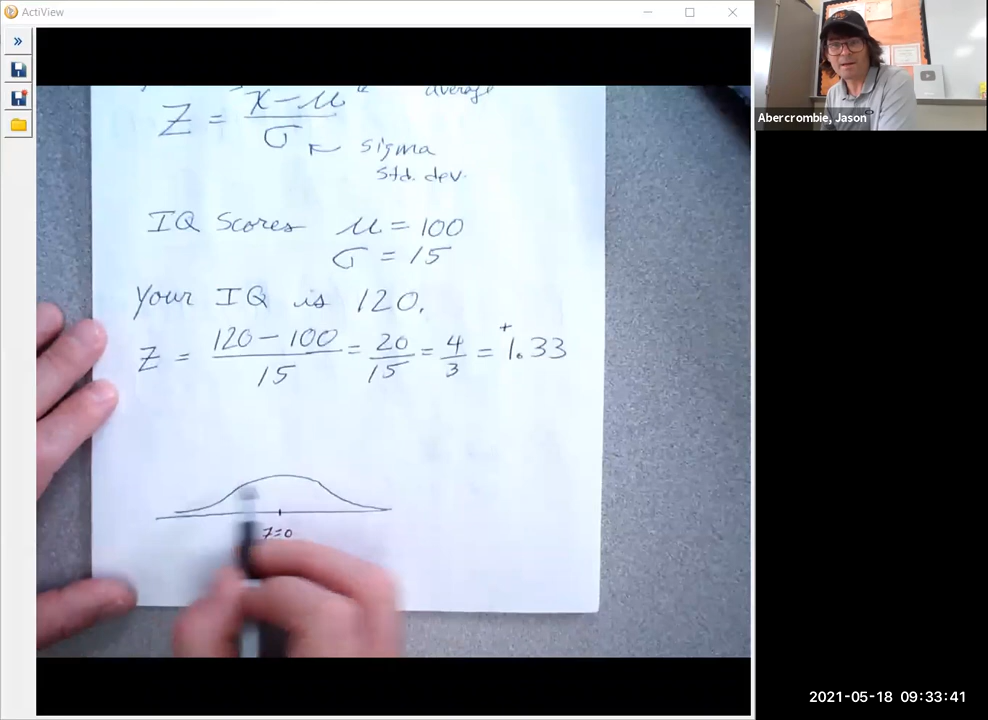 ActiView
»
x - μ average
Z = ───
σ ← sigma
std. dev.
IQ Scores μ = 100
σ = 15
Your IQ is 120.
Z = (120 - 100)/15 = 20/15 = 4/3 = +1.33
Z=0
Abercrombie, Jason
2021-05-18 09:33:41